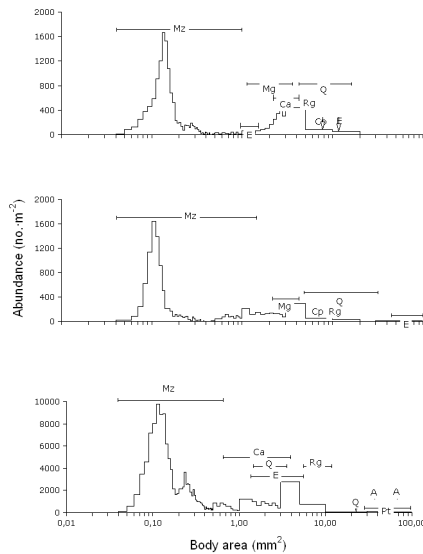 2000
Mz
1600
1200
Mg
Q
800
Ca
Rg
400
Cp
E
E
0
2000
Mz
1600
1200
800
Q
400
Mg
Cp
Rg
E
0
Abundance (no.·m⁻²)
10000
Mz
8000
6000
Ca
4000
Q
Rg
E
2000
Q
A
A
Pt
0
0,01
0,10
1,00
10,00
100,00
Body area (mm²)